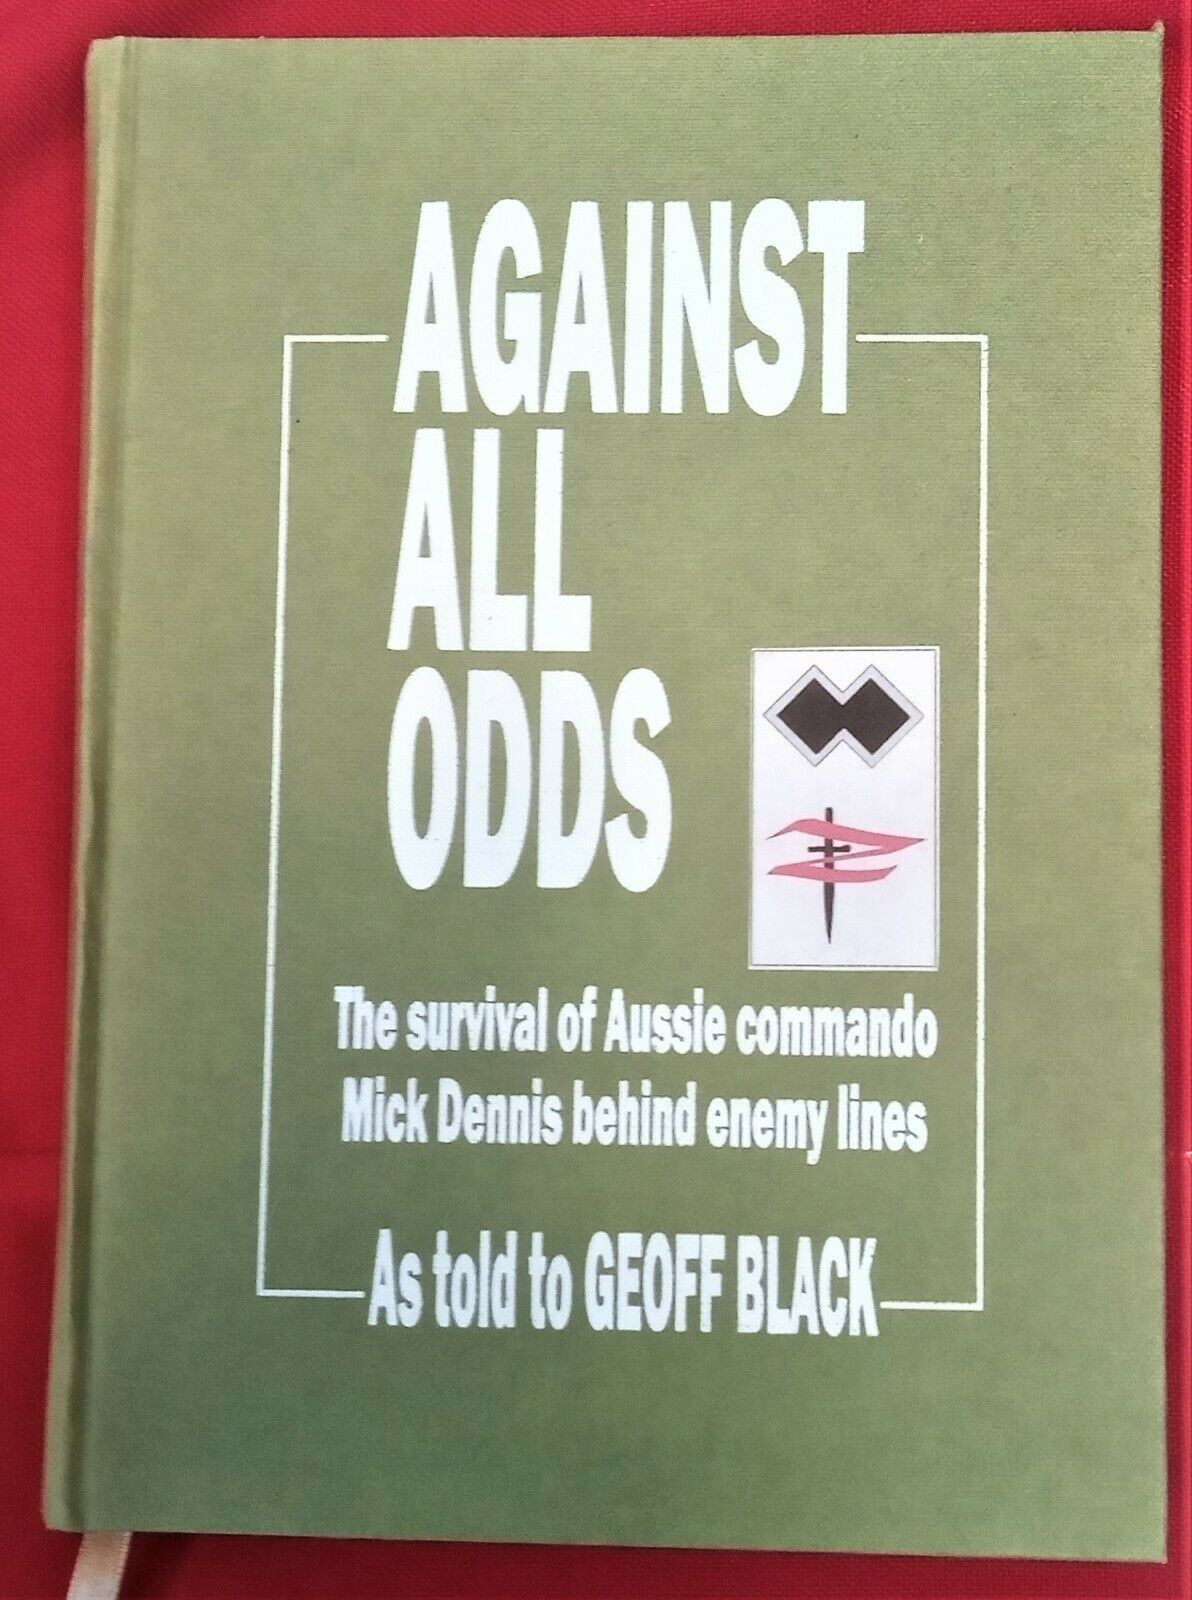 AGAINST
ALL
ODDS
The survival of Aussie commando
Mick Dennis behind enemy lines
As told to GEOFF BLACK